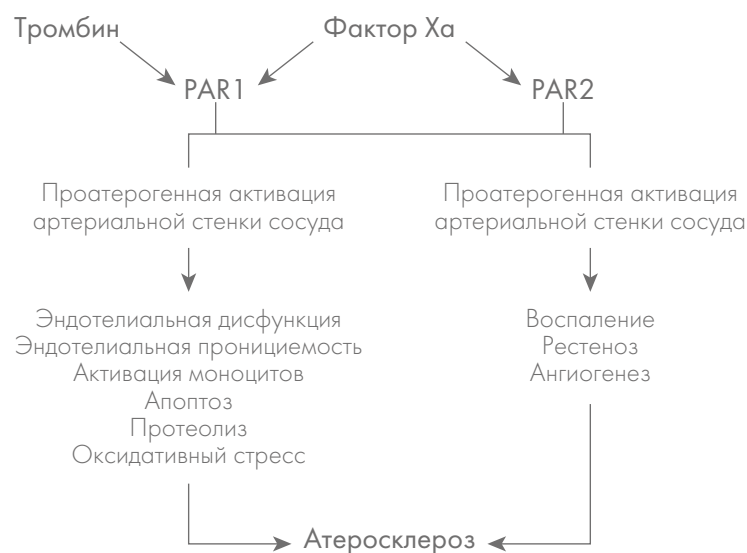 Тромбин Фактор Ха
PAR1 PAR2
Проатерогенная активация
артериальной стенки сосуда
Проатерогенная активация
артериальной стенки сосуда
Эндотелиальная дисфункция
Эндотелиальная пронициемость
Активация моноцитов
Апоптоз
Протеолиз
Оксидативный стресс
Воспаление
Рестеноз
Ангиогенез
Атеросклероз